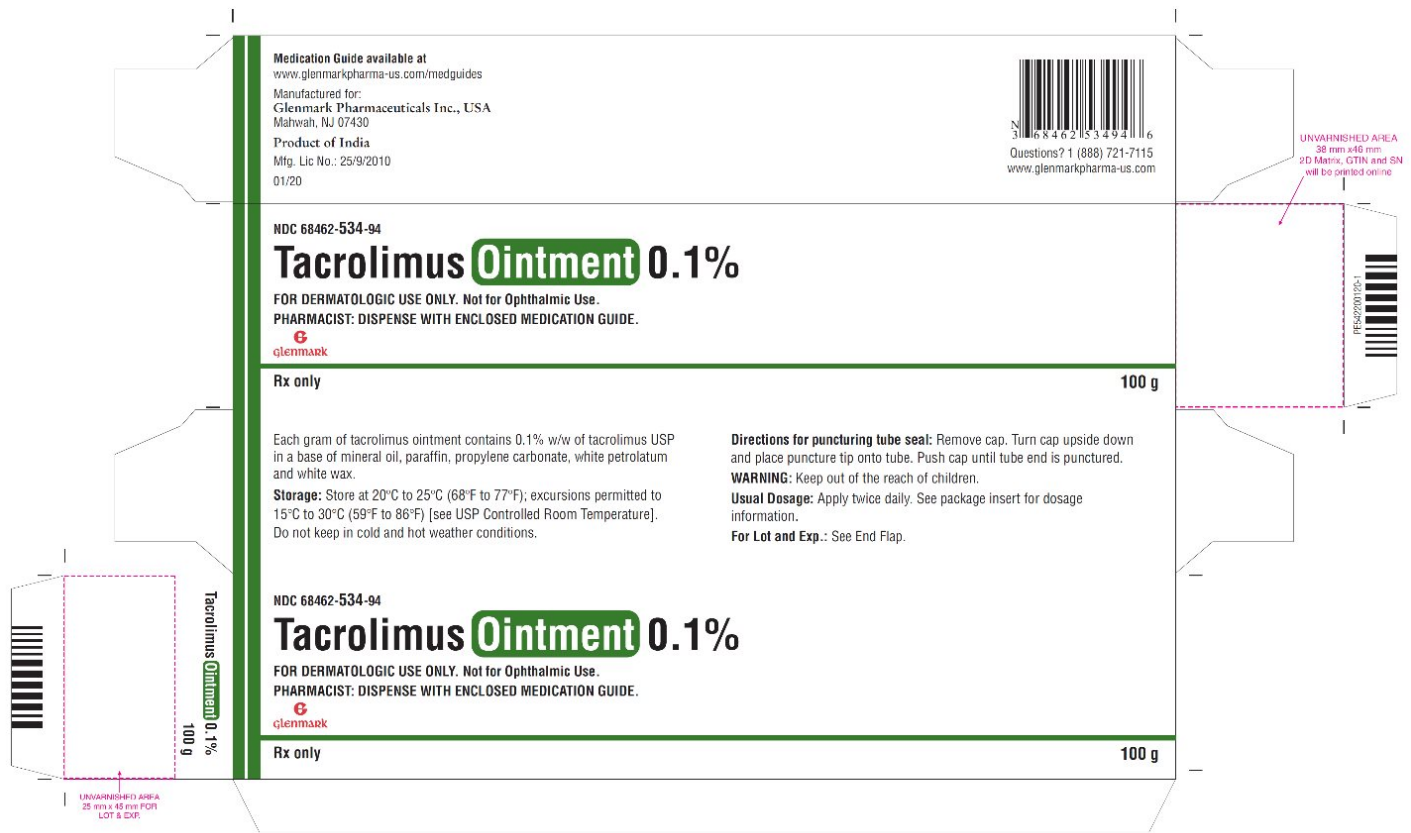 Medication Guide available at
www.glenmarkpharma-us.com/medguides
Manufactured for:
Glenmark Pharmaceuticals Inc., USA
Mahwah, NJ 07430
Product of India
Mfg. Lic No.: 25/9/2010
01/20
N
3 68462 53494 6
Questions? 1 (888) 721-7115
www.glenmarkpharma-us.com
UNVARNISHED AREA
38 mm x46 mm
2D Matrix, GTIN and SN
will be printed online
PE542200120-1
NDC 68462-534-94
Tacrolimus Ointment 0.1%
FOR DERMATOLOGIC USE ONLY. Not for Ophthalmic Use.
PHARMACIST: DISPENSE WITH ENCLOSED MEDICATION GUIDE.
G
glenmark
Rx only
100 g
Each gram of tacrolimus ointment contains 0.1% w/w of tacrolimus USP
in a base of mineral oil, paraffin, propylene carbonate, white petrolatum
and white wax.
Storage: Store at 20°C to 25°C (68°F to 77°F); excursions permitted to
15°C to 30°C (59°F to 86°F) [see USP Controlled Room Temperature].
Do not keep in cold and hot weather conditions.
Directions for puncturing tube seal: Remove cap. Turn cap upside down
and place puncture tip onto tube. Push cap until tube end is punctured.
WARNING: Keep out of the reach of children.
Usual Dosage: Apply twice daily. See package insert for dosage
information.
For Lot and Exp.: See End Flap.
NDC 68462-534-94
Tacrolimus Ointment 0.1%
FOR DERMATOLOGIC USE ONLY. Not for Ophthalmic Use.
PHARMACIST: DISPENSE WITH ENCLOSED MEDICATION GUIDE.
G
glenmark
Rx only
100 g
Tacrolimus Ointment 0.1%
100 g
UNVARNISHED AREA
25 mm x 45 mm FOR
LOT & EXP.